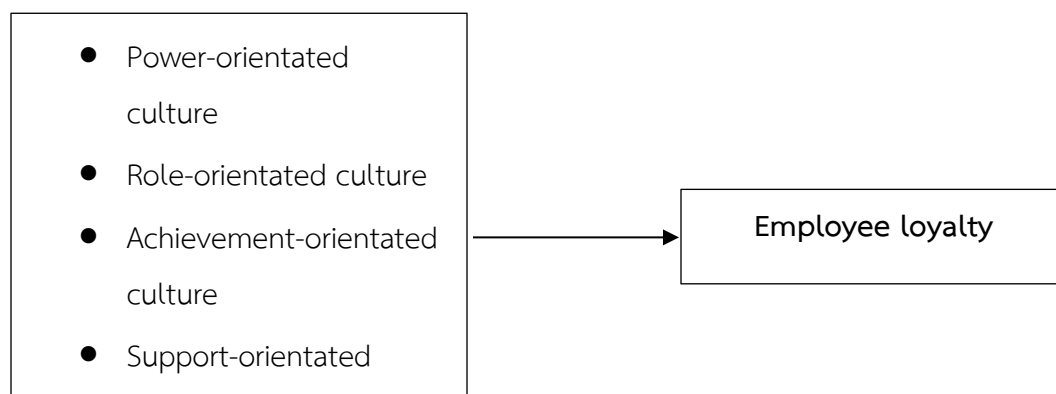 ● Power-orientated
culture
● Role-orientated culture
● Achievement-orientated
culture
● Support-orientated
Employee loyalty